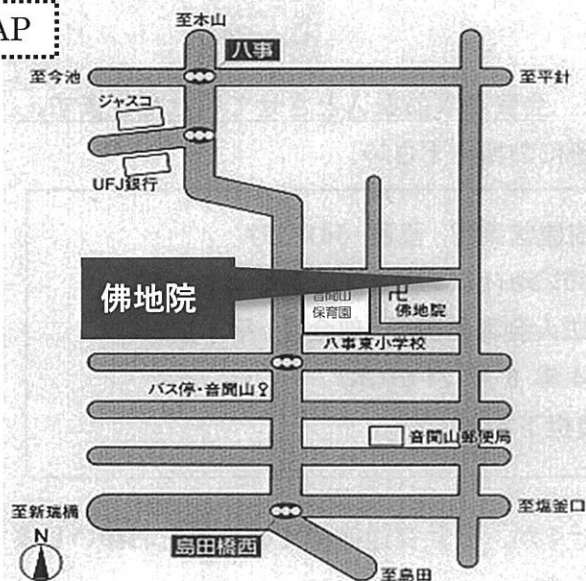 AP
至本山
八事
至今池
至平針
ジャスコ
UFJ銀行
佛地院
音聞山
保育園
卍
佛地院
八事東小学校
バス停・音聞山
音聞山郵便局
至新瑞橋
至塩釜口
島田橋西
至島田
N